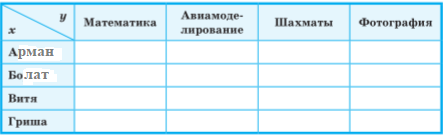 y
x
Математика
Авиамоде-
лирование
Шахматы
Фотография
Арман
Болат
Витя
Гриша